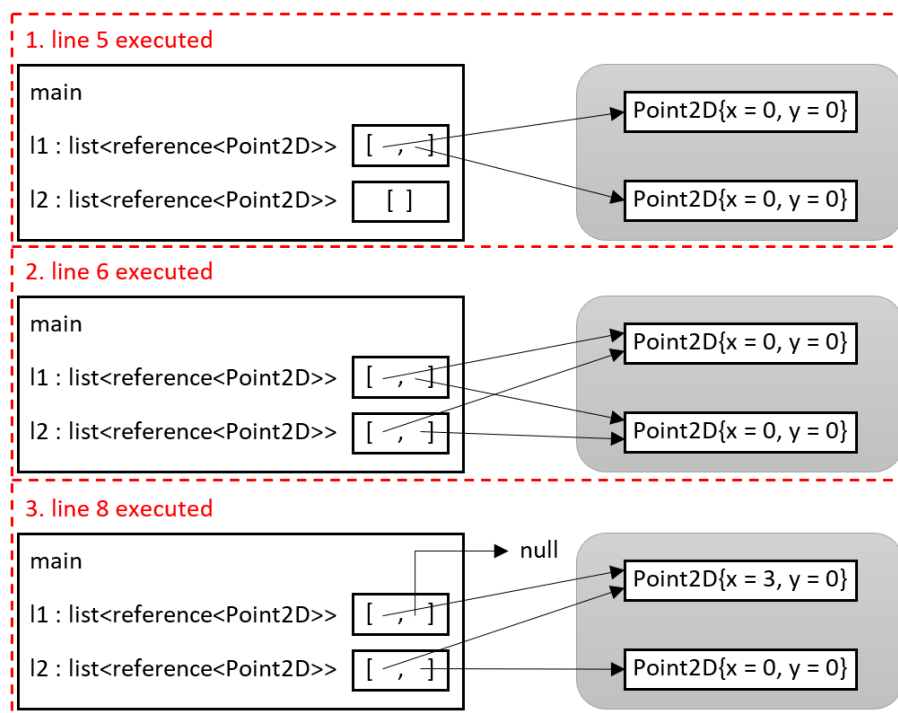 1. line 5 executed
main
l1 : list<reference<Point2D>> [ , ]
l2 : list<reference<Point2D>> [ ]
Point2D{x = 0, y = 0}
Point2D{x = 0, y = 0}
2. line 6 executed
main
l1 : list<reference<Point2D>> [ , ]
l2 : list<reference<Point2D>> [ , ]
Point2D{x = 0, y = 0}
Point2D{x = 0, y = 0}
3. line 8 executed
main
l1 : list<reference<Point2D>> [ , ]
l2 : list<reference<Point2D>> [ , ]
null
Point2D{x = 3, y = 0}
Point2D{x = 0, y = 0}